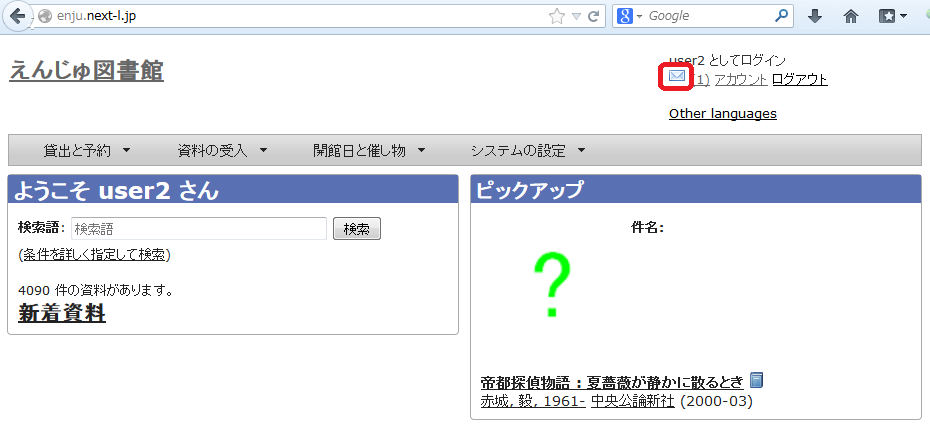 enju.next-l.jp
Google
えんじゅ図書館
user2 としてログイン
(1) アカウント ログアウト
Other languages
貸出と予約 資料の受入 開館日と催し物 システムの設定
ようこそ user2 さん
検索語: 検索語 検索
(条件を詳しく指定して検索)
4090 件の資料があります。
新着資料
ピックアップ
件名:
?
帝都探偵物語 : 夏薔薇が静かに散るとき
赤城, 毅, 1961- 中央公論新社 (2000-03)